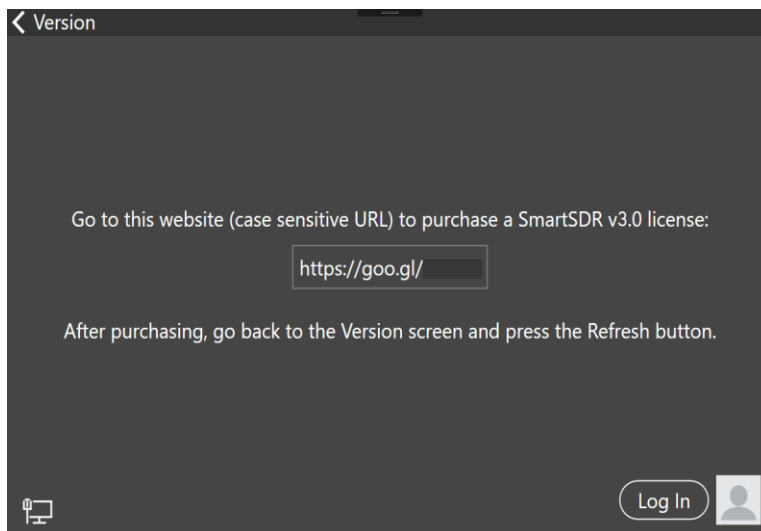 Version
Go to this website (case sensitive URL) to purchase a SmartSDR v3.0 license:
https://goo.gl/
After purchasing, go back to the Version screen and press the Refresh button.
Log In